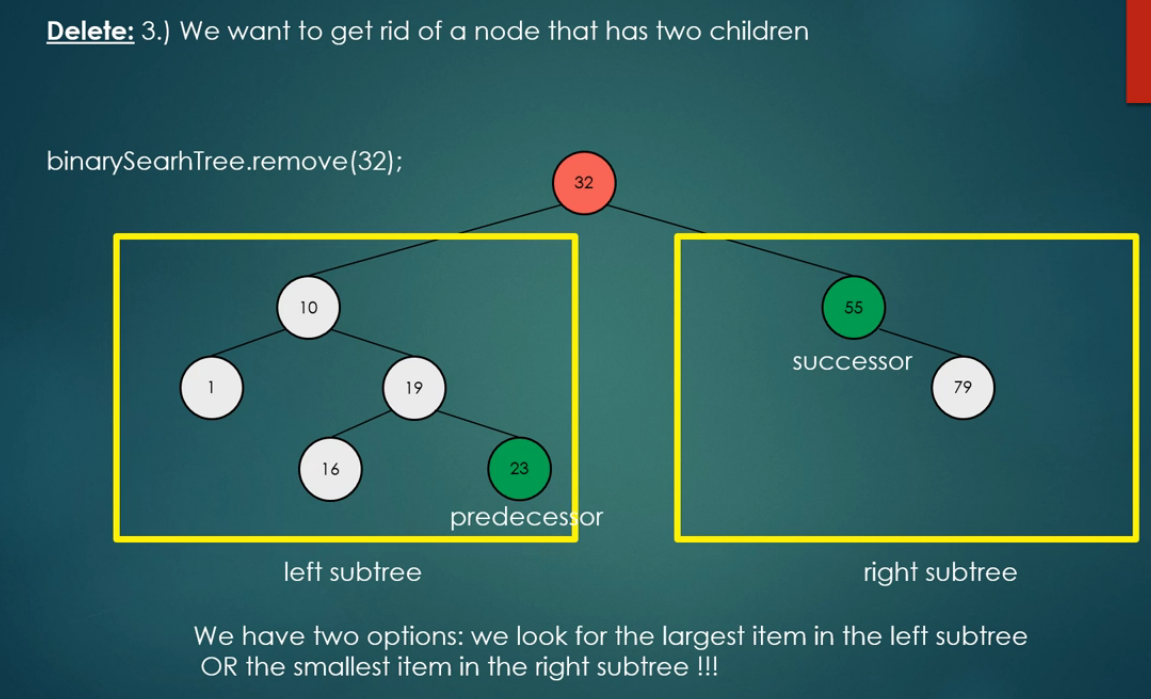 Delete: 3.) We want to get rid of a node that has two children
binarySearhTree.remove(32);
32
10
55
successor
1
19
79
16
23
predecessor
left subtree
right subtree
We have two options: we look for the largest item in the left subtree
OR the smallest item in the right subtree !!!